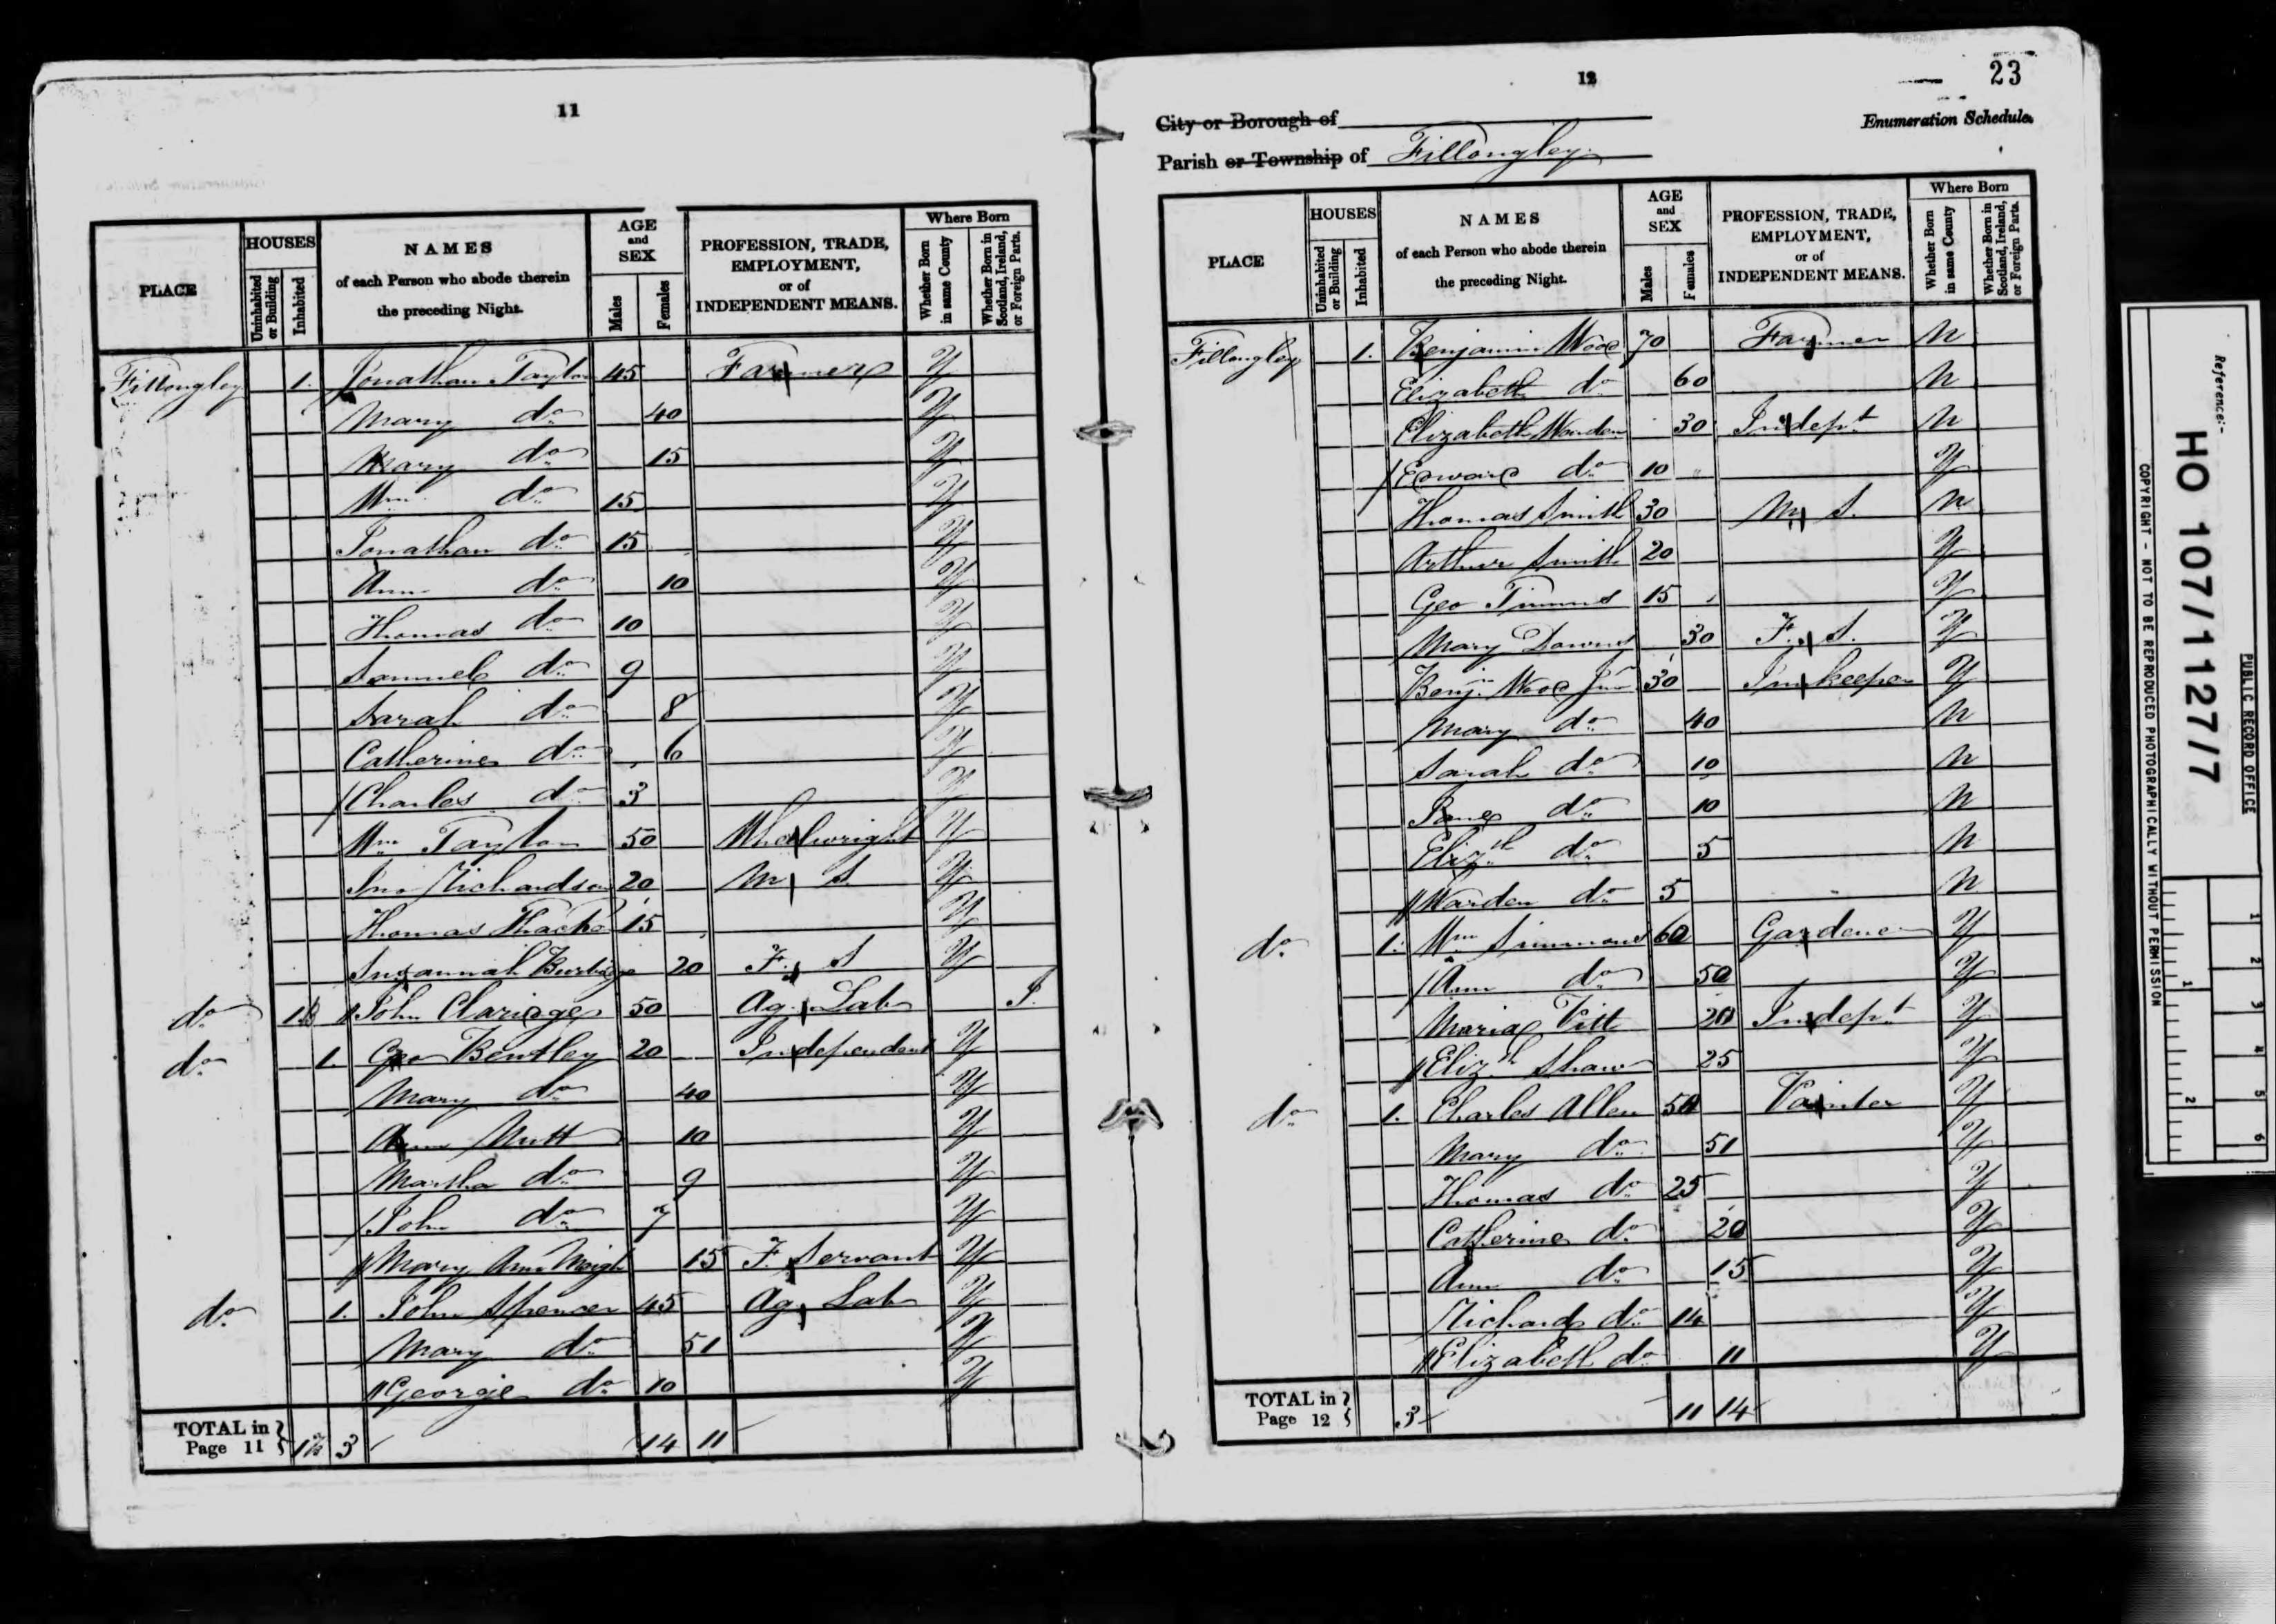 11
PLACE
HOUSES
Uninhabited or Building
Inhabited
NAMES
of each Person who abode therein
the preceding Night.
AGE
and
SEX
Males
Females
PROFESSION, TRADE,
EMPLOYMENT,
or of
INDEPENDENT MEANS.
Where Born
Whether Born in same County
Whether Born in Scotland, Ireland, or Foreign Parts.
Fillongley 1. Jonathan Taylor 45 Farmer Y
Mary do 40 Y
Mary do 15 Y
Wm do 15 Y
Jonathan do 15 Y
Ann do 10 Y
Thomas do 10 Y
Samuel do 9 Y
Sarah do 8 Y
Catherine do 6 Y
Charles do 3 Y
Wm Taylor 50 Whelwright Y
Jno Richardson 20 M S. Y
Thomas 15 Y
Susannah Burbidge 20 F. S Y
do 1B John Claridge 50 Ag. Lab I.
do 1. Geo Bentley 20 Independent Y
Mary do 40 Y
Ann Nutt 10 Y
Martha do 9 Y
John do 7 Y
Mary Ann 15 F. Servant Y
do 1. John Spencer 45 Ag. Lab Y
Mary do 51 Y
George do 10 Y
TOTAL in Page 11 3 14 11
12
23
City or Borough of
Enumeration Schedule.
Parish or Township of Fillongley
PLACE
HOUSES
Uninhabited or Building
Inhabited
NAMES
of each Person who abode therein
the preceding Night.
AGE
and
SEX
Males
Females
PROFESSION, TRADE,
EMPLOYMENT,
or of
INDEPENDENT MEANS.
Where Born
Whether Born in same County
Whether Born in Scotland, Ireland, or Foreign Parts.
Fillongley 1. Benjamin Wood 70 Farmer N
Elizabeth do 60 N
Elizabeth Warden 30 Indept N
Edward do 10 Y
Thomas Smith 30 M S. N
Arthur Smith 20 Y
Geo Timms 15 Y
Mary Downs 30 F. S. Y
Benj. Wood Jnr 30 Innkeeper Y
Mary do 40 N
Sarah do 10 N
Jane do 10 N
Elizth do 5 N
Warden do 5 N
do 1. Wm Simmons 60 Gardener Y
Ann do 50 Y
Maria Pitt 20 Indept Y
Elizth Shaw 25 Y
do 1. Charles Allen 50 Painter Y
Mary do 51 Y
Thomas do 25 Y
Catherine do 20 Y
Ann do 15 Y
Richard do 14 Y
Elizabeth do 11 Y
TOTAL in Page 12 3 11 14
Reference:-
HO 107/1127/7
PUBLIC RECORD OFFICE
COPYRIGHT - NOT TO BE REPRODUCED PHOTOGRAPHICALLY WITHOUT PERMISSION
1
2
3
4
5
6
1
2